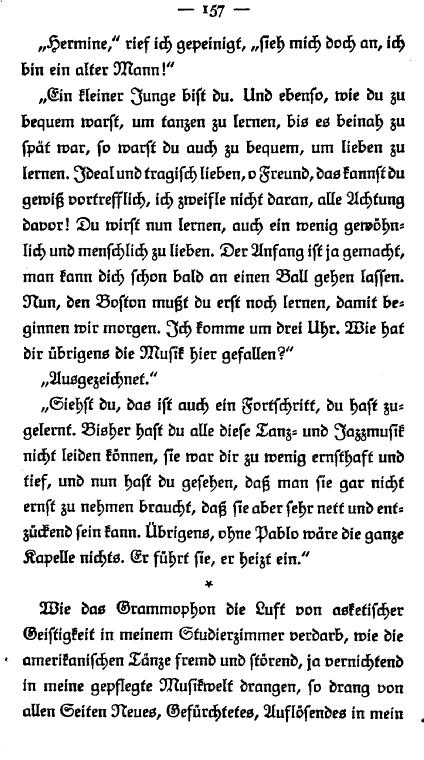 — 157 —
„Hermine,“ rief ich gepeinigt, „sieh mich doch an, ich
bin ein alter Mann!“
„Ein kleiner Junge bist du. Und ebenso, wie du zu
bequem warst, um tanzen zu lernen, bis es beinah zu
spät war, so warst du auch zu bequem, um lieben zu
lernen. Ideal und tragisch lieben, o Freund, das kannst du
gewiß vortrefflich, ich zweifle nicht daran, alle Achtung
davor! Du wirst nun lernen, auch ein wenig gewöhn-
lich und menschlich zu lieben. Der Anfang ist ja gemacht,
man kann dich schon bald an einen Ball gehen lassen.
Nun, den Boston mußt du erst noch lernen, damit be-
ginnen wir morgen. Ich komme um drei Uhr. Wie hat
dir übrigens die Musik hier gefallen?“
„Ausgezeichnet.“
„Siehst du, das ist auch ein Fortschritt, du hast zu-
gelernt. Bisher hast du alle diese Tanz- und Jazzmusik
nicht leiden können, sie war dir zu wenig ernsthaft und
tief, und nun hast du gesehen, daß man sie gar nicht
ernst zu nehmen braucht, daß sie aber sehr nett und ent-
zückend sein kann. Übrigens, ohne Pablo wäre die ganze
Kapelle nichts. Er führt sie, er heizt ein.“
*
Wie das Grammophon die Luft von asketischer
Geistigkeit in meinem Studierzimmer verdarb, wie die
amerikanischen Tänze fremd und störend, ja vernichtend
in meine gepflegte Musikwelt drangen, so drang von
allen Seiten Neues, Gefürchtetes, Auflösendes in mein